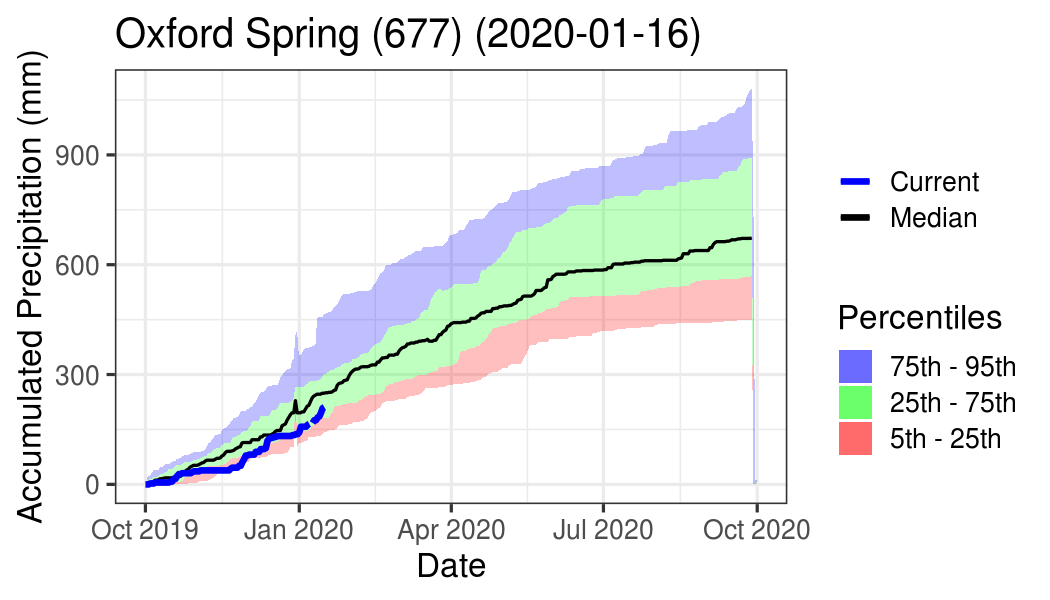 Oxford Spring (677) (2020-01-16)
Accumulated Precipitation (mm)
900
600
300
0
Oct 2019
Jan 2020
Apr 2020
Jul 2020
Oct 2020
Date
Current
Median
Percentiles
75th - 95th
25th - 75th
5th - 25th